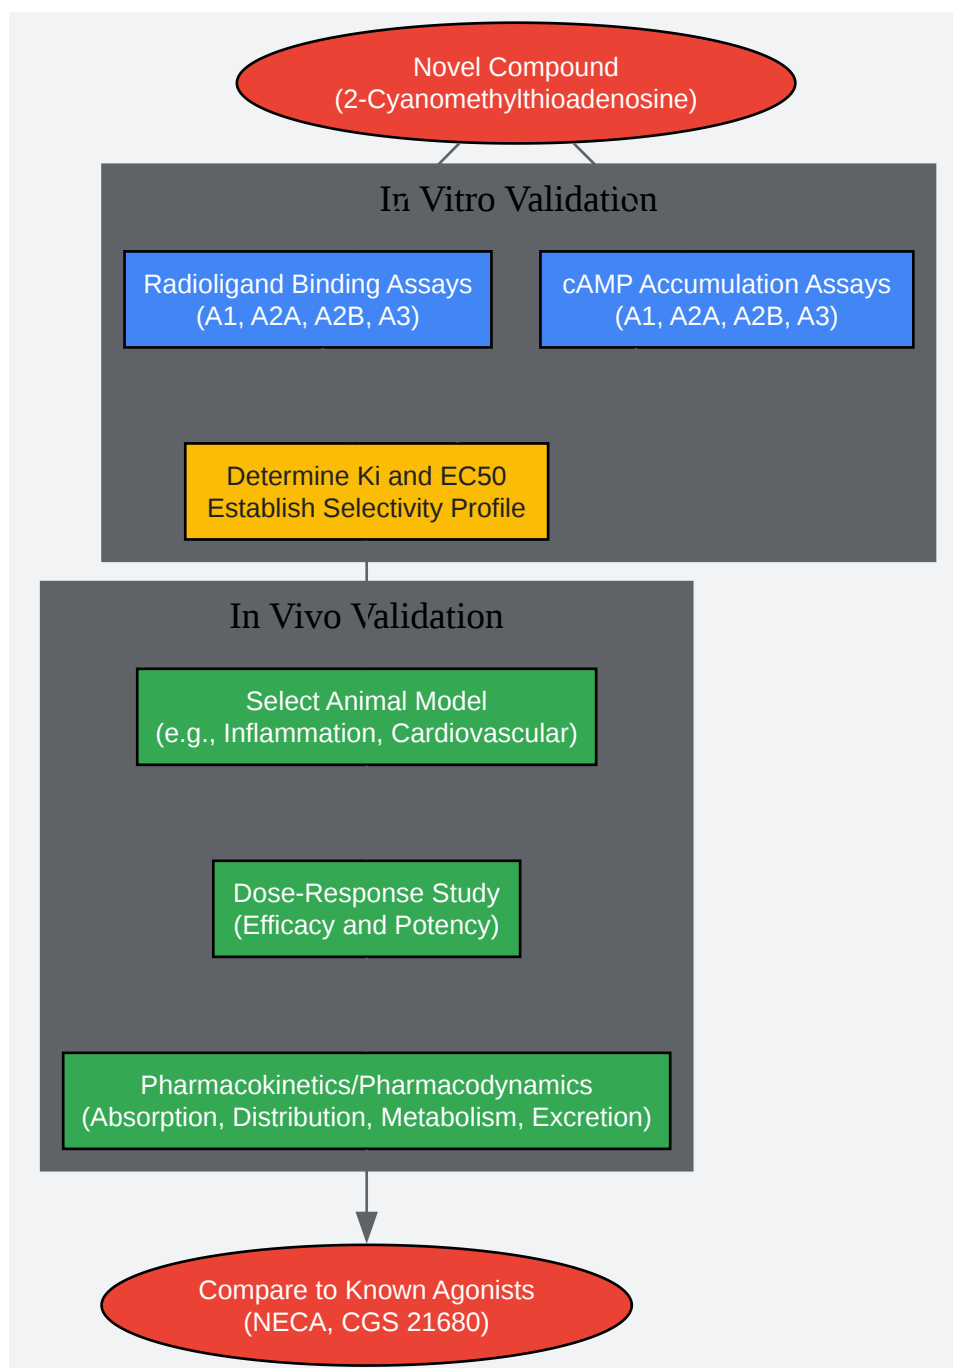 Novel Compound
(2-Cyanomethylthioadenosine)
In Vitro Validation
Radioligand Binding Assays
(A1, A2A, A2B, A3)
cAMP Accumulation Assays
(A1, A2A, A2B, A3)
Determine Ki and EC50
Establish Selectivity Profile
In Vivo Validation
Select Animal Model
(e.g., Inflammation, Cardiovascular)
Dose-Response Study
(Efficacy and Potency)
Pharmacokinetics/Pharmacodynamics
(Absorption, Distribution, Metabolism, Excretion)
Compare to Known Agonists
(NECA, CGS 21680)